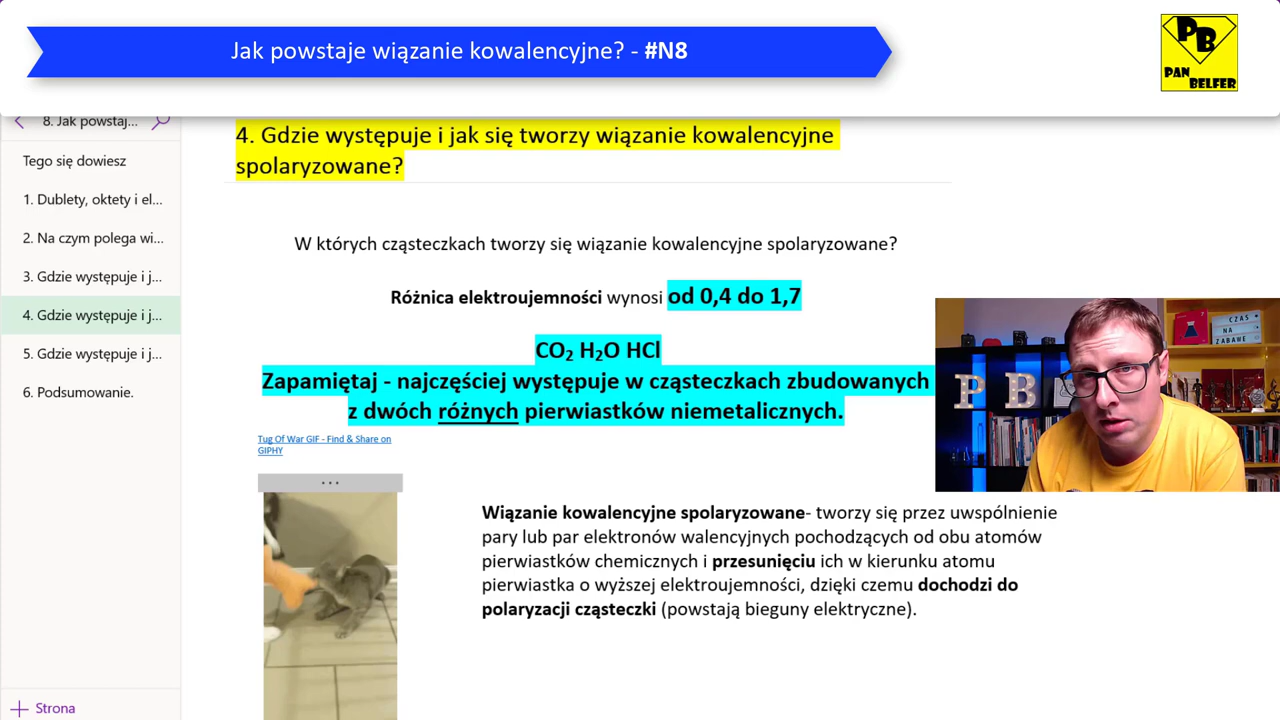 Jak powstaje wiązanie kowalencyjne? - #N8
PB
PAN
BELFER
8. Jak powstaj...
Tego się dowiesz
1. Dublety, oktety i el...
2. Na czym polega wi...
3. Gdzie występuje i j...
4. Gdzie występuje i j...
5. Gdzie występuje i j...
6. Podsumowanie.
Strona
4. Gdzie występuje i jak się tworzy wiązanie kowalencyjne
spolaryzowane?
W których cząsteczkach tworzy się wiązanie kowalencyjne spolaryzowane?
Różnica elektroujemności wynosi od 0,4 do 1,7
CO₂ H₂O HCl
Zapamiętaj - najczęściej występuje w cząsteczkach zbudowanych
z dwóch różnych pierwiastków niemetalicznych.
Tug Of War GIF - Find & Share on
GIPHY
Wiązanie kowalencyjne spolaryzowane- tworzy się przez uwspólnienie
pary lub par elektronów walencyjnych pochodzących od obu atomów
pierwiastków chemicznych i przesunięciu ich w kierunku atomu
pierwiastka o wyższej elektroujemności, dzięki czemu dochodzi do
polaryzacji cząsteczki (powstają bieguny elektryczne).
P B
CZAS
NA
ZABAWĘ